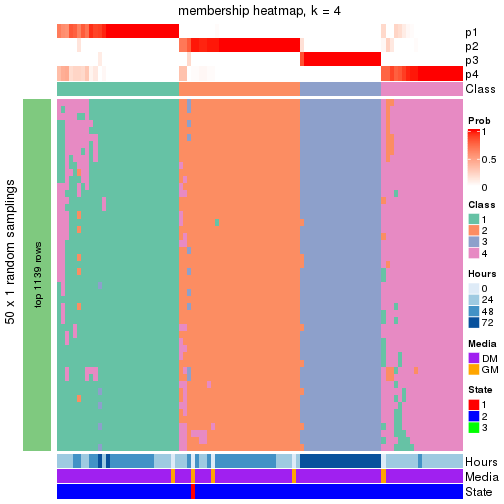 membership heatmap, k = 4
p1
p2
p3
p4
Class
50 x 1 random samplings
top 1139 rows
Hours
Media
State
Prob
1
0.5
0
Class
1
2
3
4
Hours
0
24
48
72
Media
DM
GM
State
1
2
3